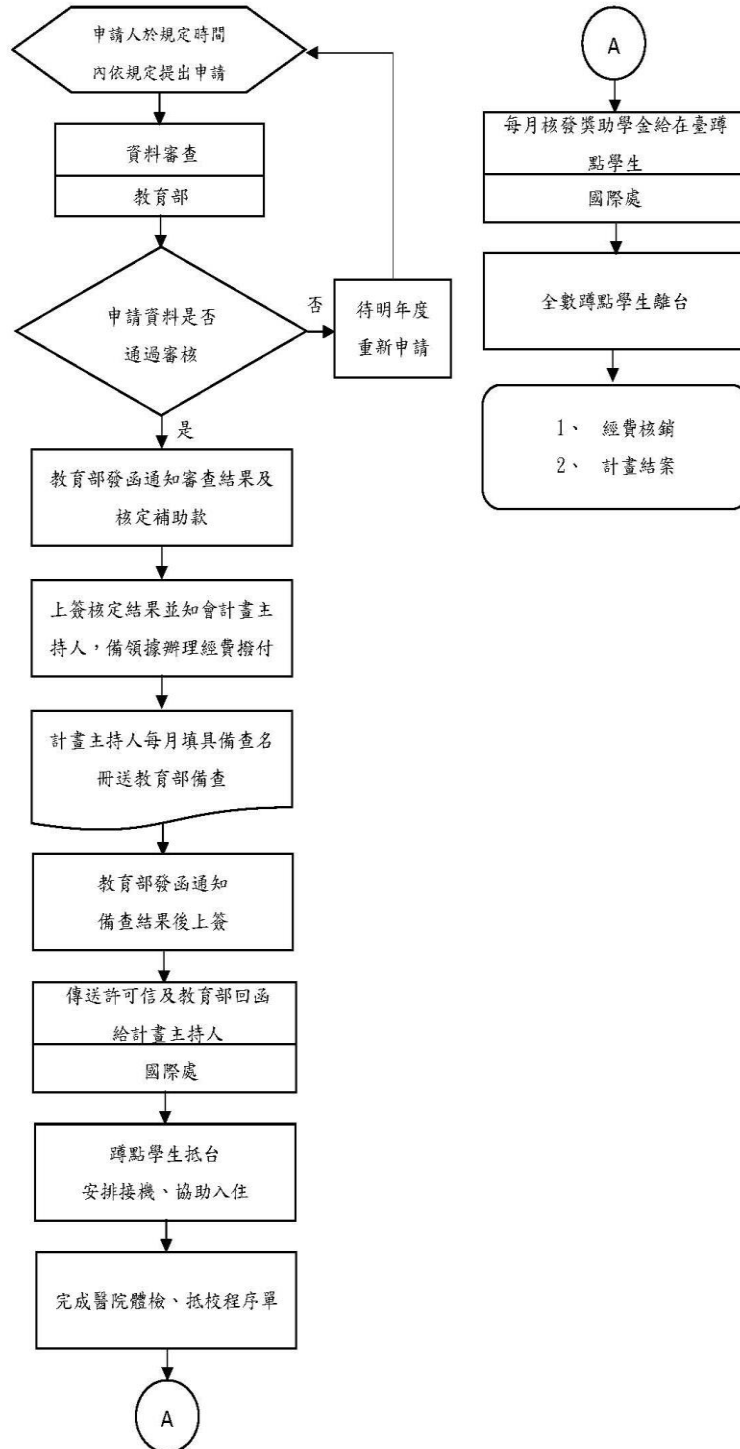 申請人於規定時間
內依規定提出申請
資料審查
教育部
申請資料是否
通過審核
否
待明年度
重新申請
是
教育部發函通知審查結果及
核定補助款
上簽核定結果並知會計畫主
持人，備領據辦理經費撥付
計畫主持人每月填具備查名
冊送教育部備查
教育部發函通知
備查結果後上簽
傳送許可信及教育部回函
給計畫主持人
國際處
蹲點學生抵台
安排接機、協助入住
完成醫院體檢、抵校程序單
A
A
每月核發獎助學金給在臺蹲
點學生
國際處
全數蹲點學生離台
1、 經費核銷
2、 計畫結案